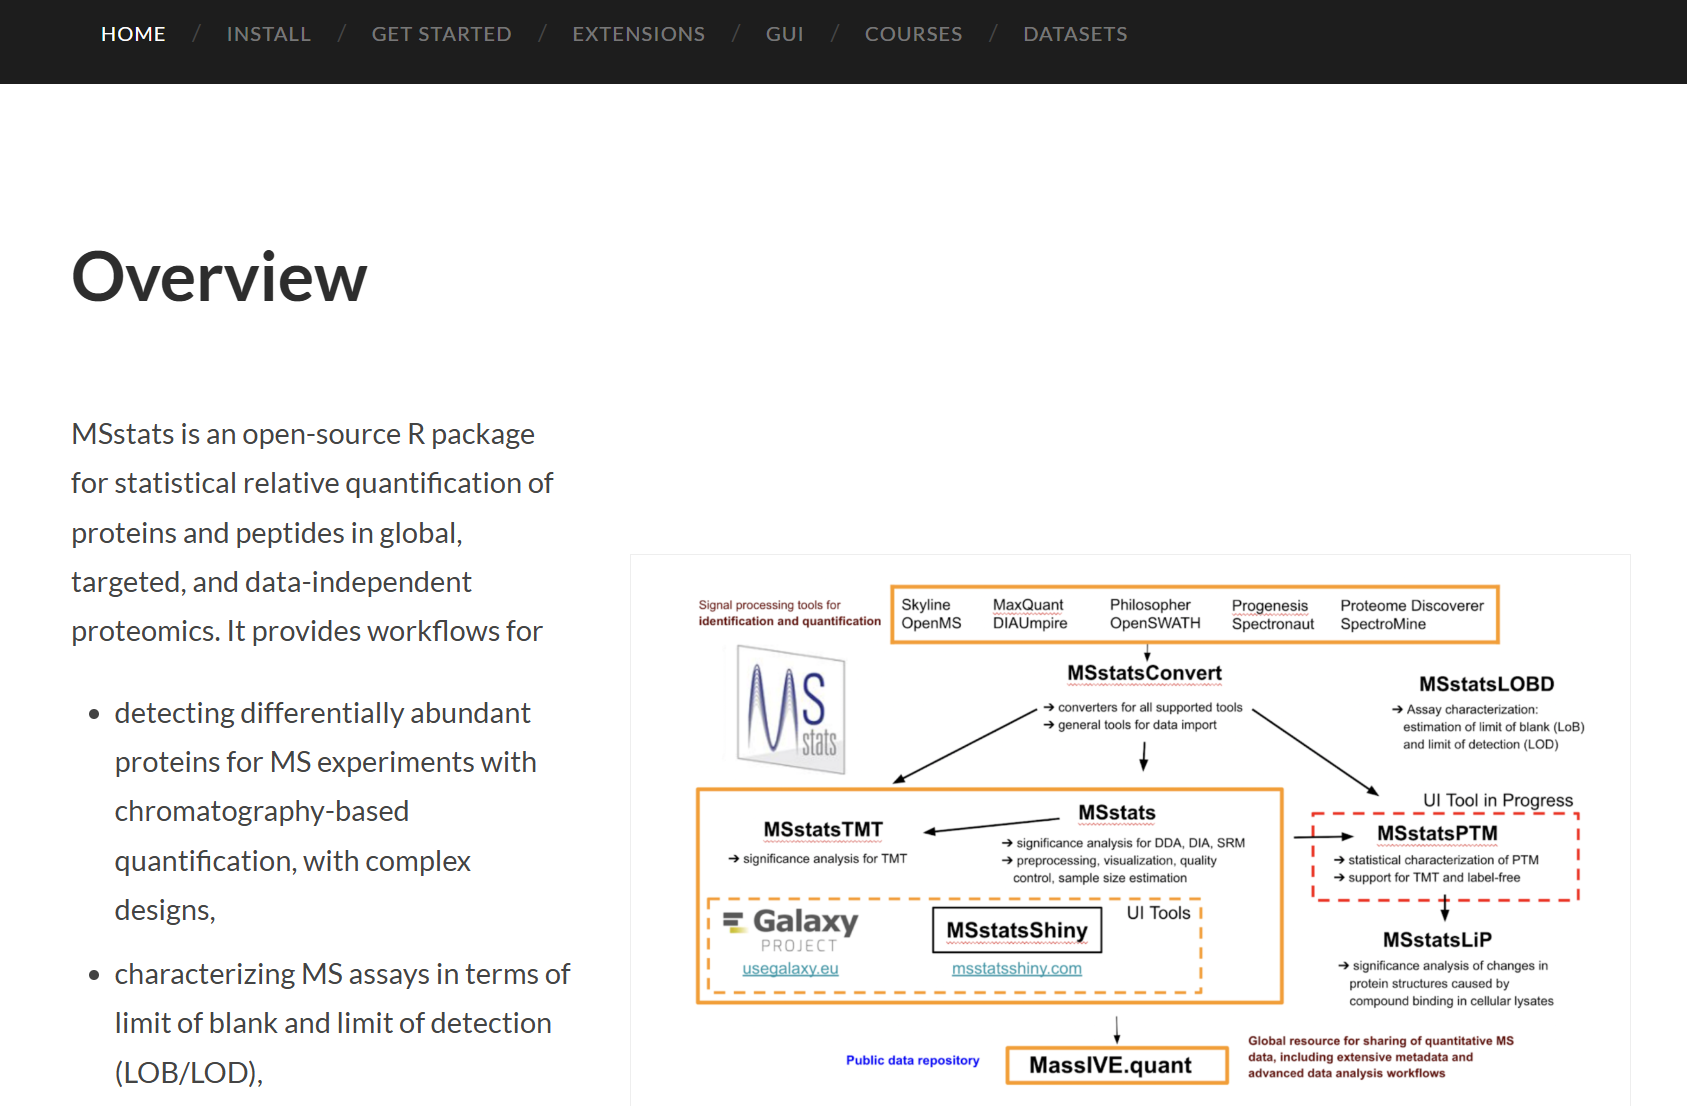 HOME / INSTALL / GET STARTED / EXTENSIONS / GUI / COURSES / DATASETS
Overview
MSstats is an open-source R package
for statistical relative quantification of
proteins and peptides in global,
targeted, and data-independent
proteomics. It provides workflows for
• detecting differentially abundant
proteins for MS experiments with
chromatography-based
quantification, with complex
designs,
• characterizing MS assays in terms of
limit of blank and limit of detection
(LOB/LOD),
Signal processing tools for
identification and quantification
Skyline MaxQuant Philosopher Progenesis Proteome Discoverer
OpenMS DIAUmpire OpenSWATH Spectronaut SpectroMine
MS
stats
MSstatsConvert
→ converters for all supported tools
→ general tools for data import
MSstatsLOBD
→ Assay characterization:
estimation of limit of blank (LoB)
and limit of detection (LOD)
MSstatsTMT
→ significance analysis for TMT
MSstats
→ significance analysis for DDA, DIA, SRM
→ preprocessing, visualization, quality
control, sample size estimation
UI Tool in Progress
MSstatsPTM
→ statistical characterization of PTM
→ support for TMT and label-free
Galaxy
PROJECT
usegalaxy.eu
MSstatsShiny
msstatsshiny.com
UI Tools
MSstatsLiP
→ significance analysis of changes in
protein structures caused by
compound binding in cellular lysates
Public data repository
MassIVE.quant
Global resource for sharing of quantitative MS
data, including extensive metadata and
advanced data analysis workflows